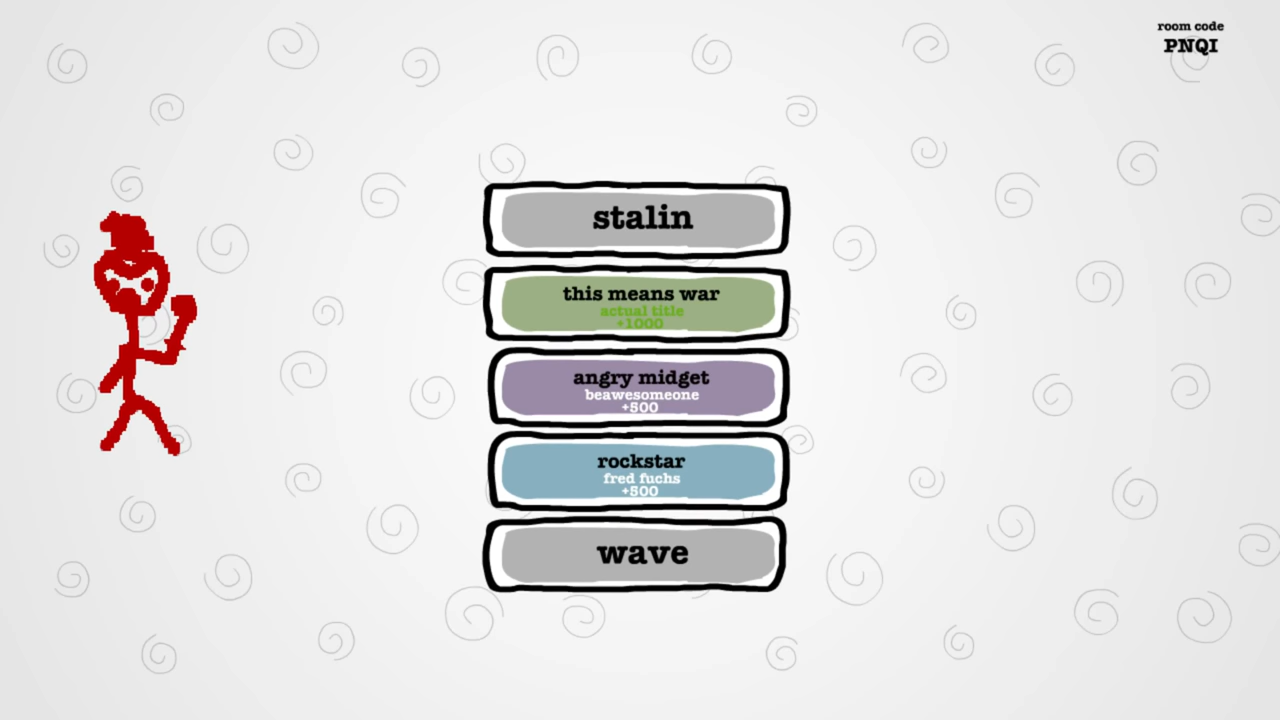 room code
PNQI
stalin
this means war
actual title
+1000
angry midget
beawesomeone
+500
rockstar
fred fuchs
+500
wave